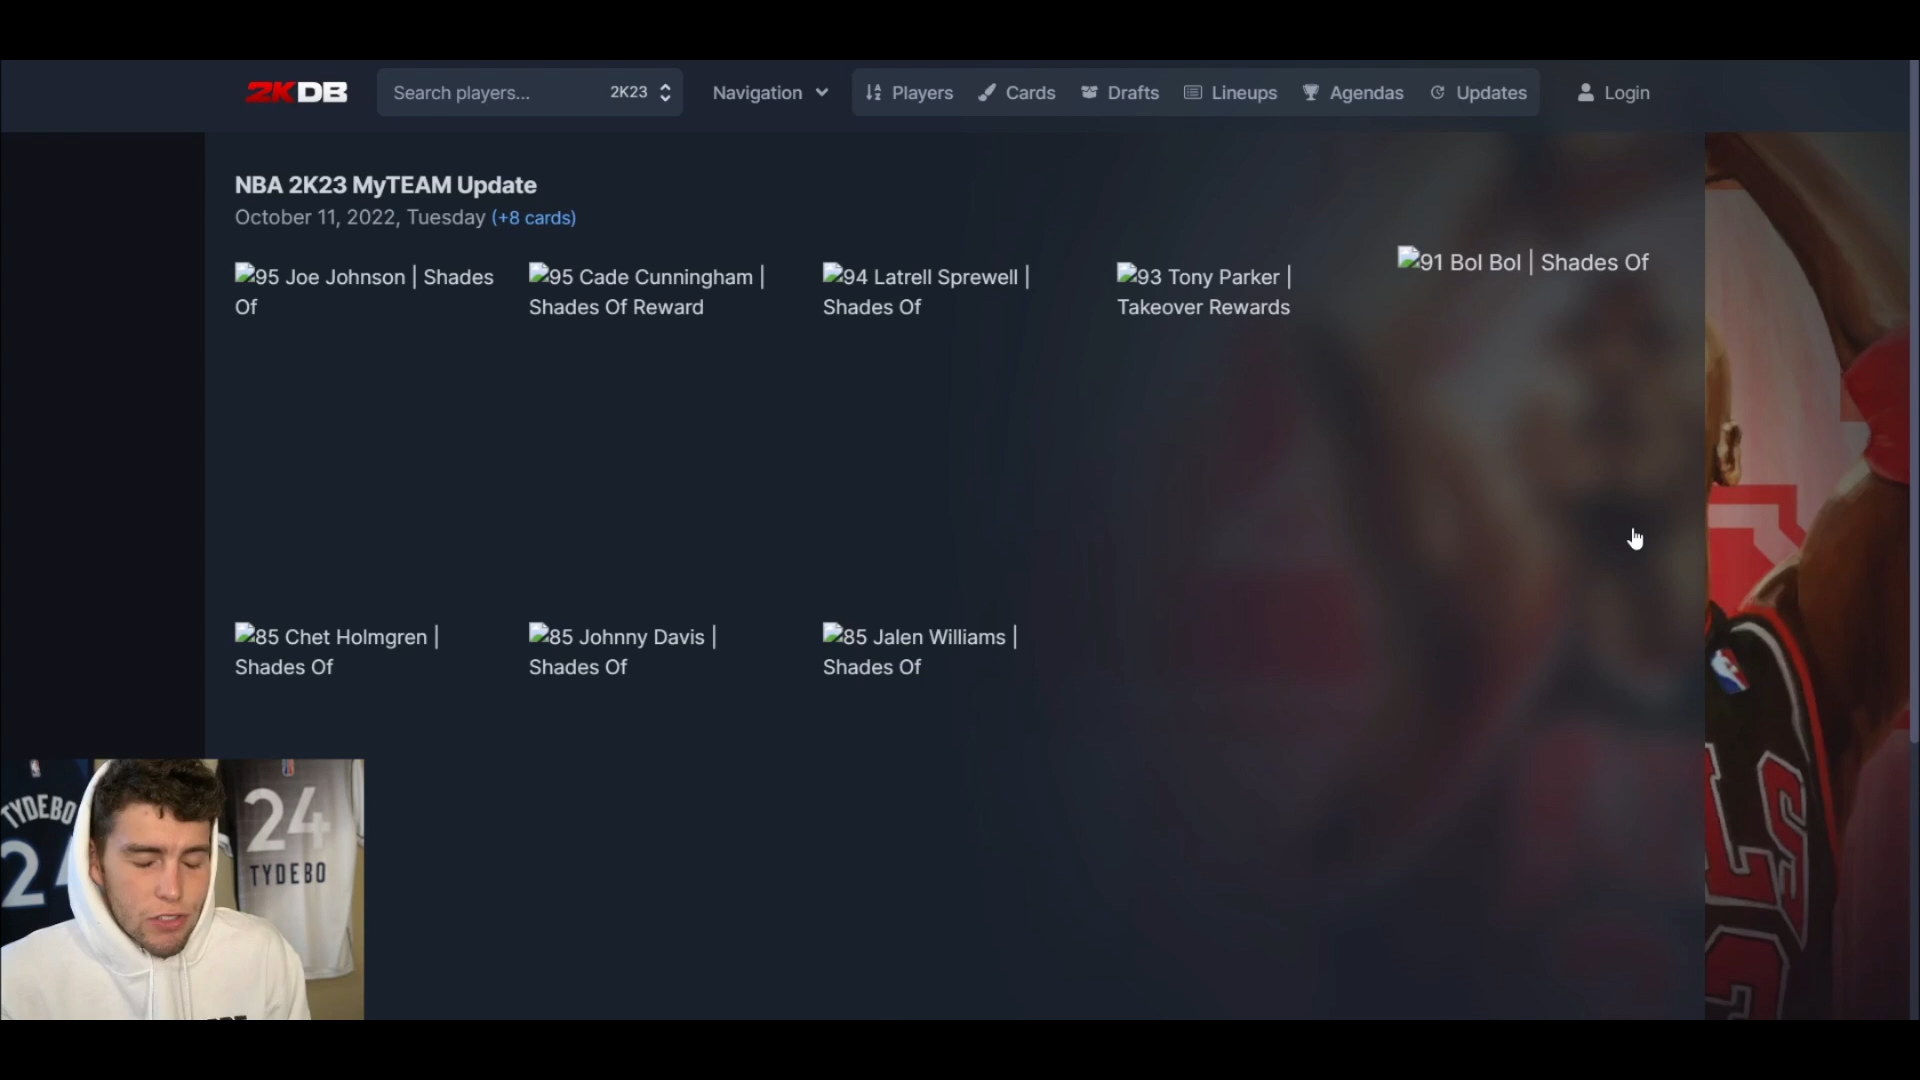 2KDB
Search players...
2K23
Navigation
Players
Cards
Drafts
Lineups
Agendas
Updates
Login
NBA 2K23 MyTEAM Update
October 11, 2022, Tuesday (+8 cards)
95 Joe Johnson | Shades
Of
95 Cade Cunningham |
Shades Of Reward
94 Latrell Sprewell |
Shades Of
93 Tony Parker |
Takeover Rewards
91 Bol Bol | Shades Of
85 Chet Holmgren |
Shades Of
85 Johnny Davis |
Shades Of
85 Jalen Williams |
Shades Of
TYDEBO
24
24
TYDEBO